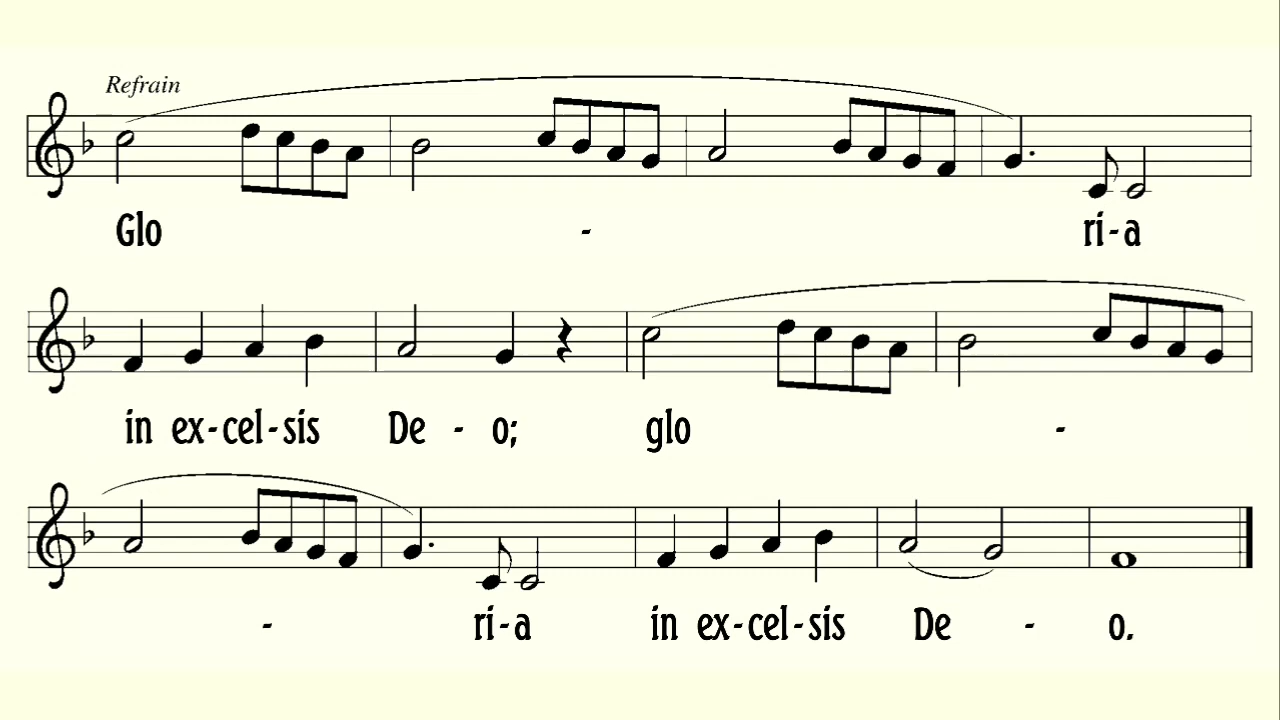 Refrain
Glo - ri-a
in ex-cel-sis De - o; glo -
- ri-a in ex-cel-sis De - o.